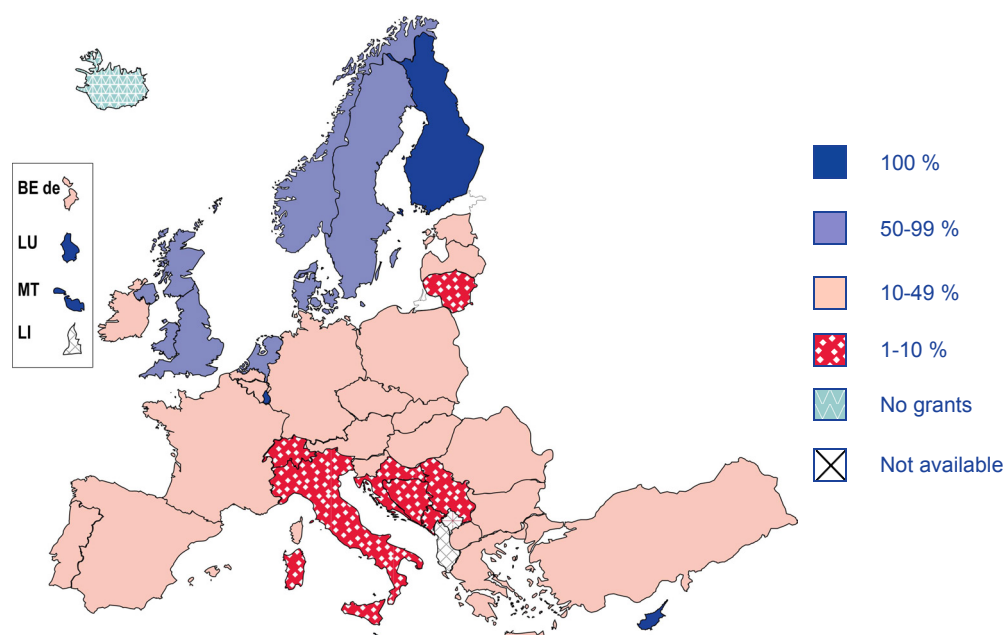 BE de
LU
MT
LI
100 %
50-99 %
10-49 %
1-10 %
No grants
Not available